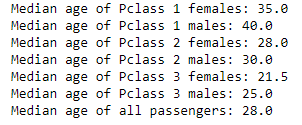 Median age of Pclass 1 females: 35.0
Median age of Pclass 1 males: 40.0
Median age of Pclass 2 females: 28.0
Median age of Pclass 2 males: 30.0
Median age of Pclass 3 females: 21.5
Median age of Pclass 3 males: 25.0
Median age of all passengers: 28.0